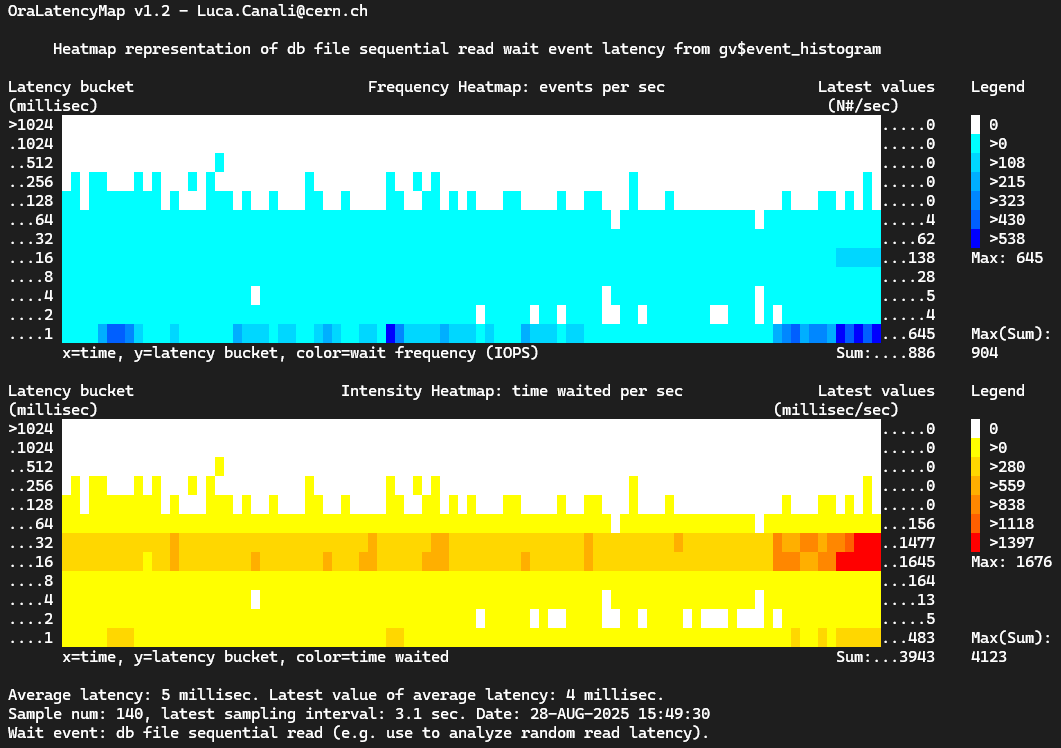 OraLatencyMap v1.2 - Luca.Canali@cern.ch
Heatmap representation of db file sequential read wait event latency from gv$event_histogram
Latency bucket Frequency Heatmap: events per sec Latest values Legend
(millisec) (N#/sec)
>1024 .....0 0
.1024 .....0 >0
..512 .....0 >108
..256 .....0 >215
..128 .....0 >323
...64 .....4 >430
...32 ....62 >538
...16 ...138 Max: 645
....8 ....28
....4 .....5
....2 .....4
....1 ...645 Max(Sum):
x=time, y=latency bucket, color=wait frequency (IOPS) Sum:....886 904
Latency bucket Intensity Heatmap: time waited per sec Latest values Legend
(millisec) (millisec/sec)
>1024 .....0 0
.1024 .....0 >0
..512 .....0 >280
..256 .....0 >559
..128 .....0 >838
...64 ...156 >1118
...32 ..1477 >1397
...16 ..1645 Max: 1676
....8 ...164
....4 ....13
....2 .....5
....1 ...483 Max(Sum):
x=time, y=latency bucket, color=time waited Sum:...3943 4123
Average latency: 5 millisec. Latest value of average latency: 4 millisec.
Sample num: 140, latest sampling interval: 3.1 sec. Date: 28-AUG-2025 15:49:30
Wait event: db file sequential read (e.g. use to analyze random read latency).